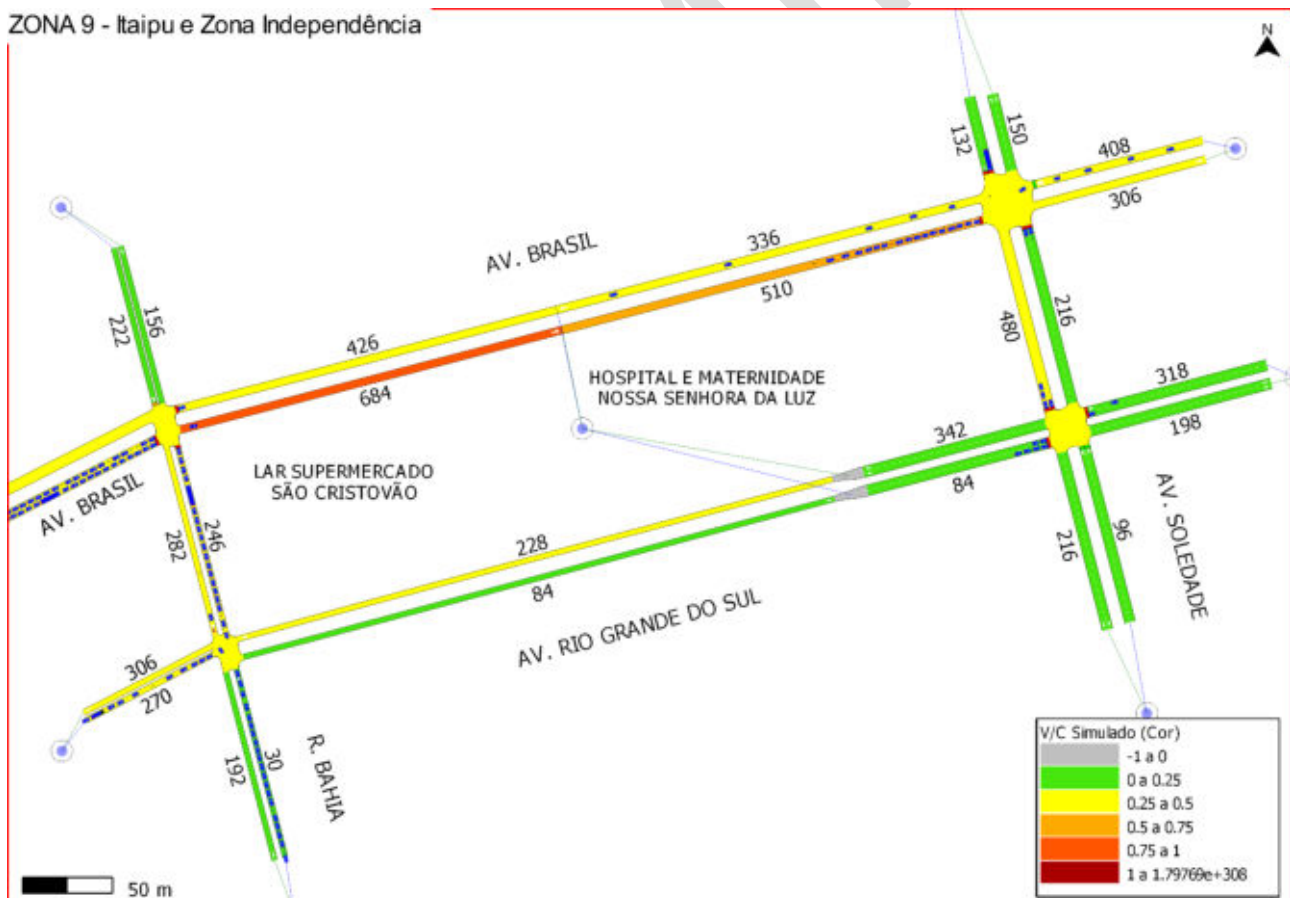 ZONA 9 - Itaipu e Zona Independência
N
132
150
408
306
AV. BRASIL
336
510
156
222
426
684
480
216
HOSPITAL E MATERNIDADE
NOSSA SENHORA DA LUZ
318
198
342
84
LAR SUPERMERCADO
SÃO CRISTOVÃO
AV. BRASIL
282
246
228
84
216
96
AV. SOLEDADE
AV. RIO GRANDE DO SUL
306
270
192
30
R. BAHIA
50 m
V/C Simulado (Cor)
-1 a 0
0 a 0.25
0.25 a 0.5
0.5 a 0.75
0.75 a 1
1 a 1.79769e+308